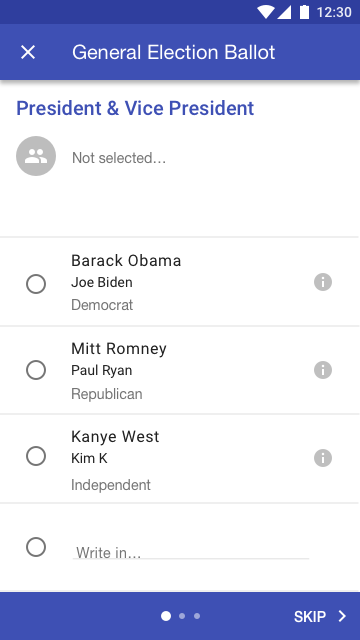 12:30
General Election Ballot
President & Vice President
Not selected...
Barack Obama
Joe Biden
Democrat
Mitt Romney
Paul Ryan
Republican
Kanye West
Kim K
Independent
Write in...
SKIP